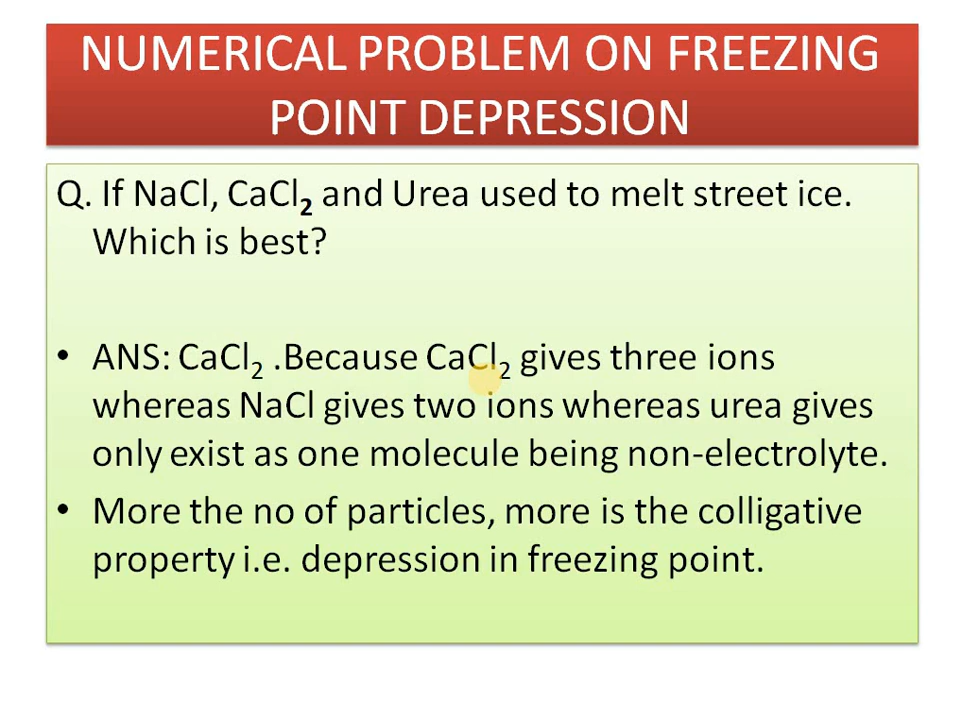 NUMERICAL PROBLEM ON FREEZING
POINT DEPRESSION
Q. If NaCl, CaCl₂ and Urea used to melt street ice.
Which is best?
• ANS: CaCl₂ .Because CaCl₂ gives three ions
whereas NaCl gives two ions whereas urea gives
only exist as one molecule being non-electrolyte.
• More the no of particles, more is the colligative
property i.e. depression in freezing point.